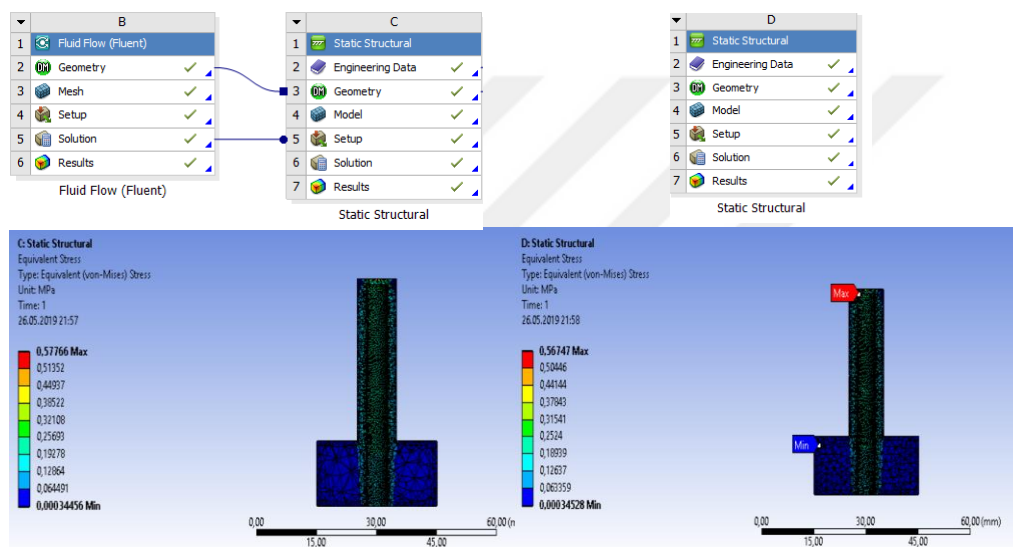 B
1 Fluid Flow (Fluent)
2 Geometry
3 Mesh
4 Setup
5 Solution
6 Results
Fluid Flow (Fluent)
C
1 Static Structural
2 Engineering Data
3 Geometry
4 Model
5 Setup
6 Solution
7 Results
Static Structural
D
1 Static Structural
2 Engineering Data
3 Geometry
4 Model
5 Setup
6 Solution
7 Results
Static Structural
C: Static Structural
Equivalent Stress
Type: Equivalent (von-Mises) Stress
Unit: MPa
Time: 1
26.05.2019 21:57
0,57766 Max
0,51352
0,44937
0,38522
0,32108
0,25693
0,19278
0,12864
0,064491
0,00034456 Min
0,00 30,00 60,00 (n
15,00 45,00
D: Static Structural
Equivalent Stress
Type: Equivalent (von-Mises) Stress
Unit: MPa
Time: 1
26.05.2019 21:58
0,56747 Max
0,50446
0,44144
0,37843
0,31541
0,2524
0,18939
0,12637
0,063359
0,00034528 Min
Max
Min
0,00 30,00 60,00 (mm)
15,00 45,00